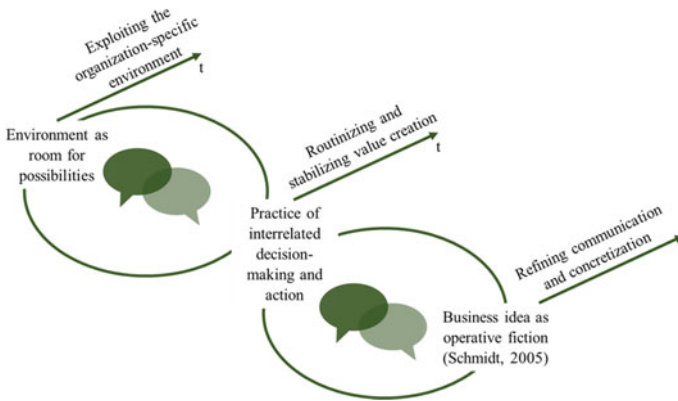 Exploiting the
organization-specific
environment
t
Environment as
room for
possibilities
Routinizing and
stabilizing value creation
t
Practice of
interrelated
decision-
making and
action
Refining communication
and concretization
Business idea as
operative fiction
(Schmidt, 2005)